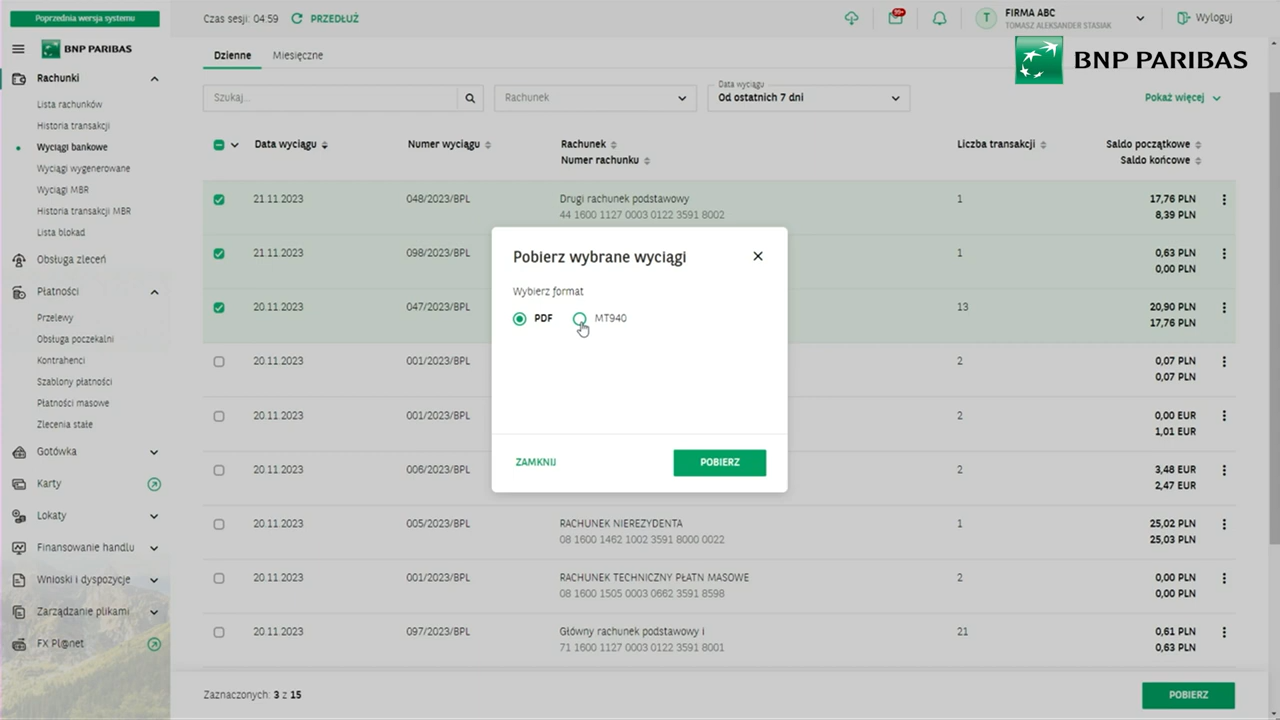 Poprzednia wersja systemu
Czas sesji: 04:59
PRZEDŁUŻ
99+
T
FIRMA ABC
TOMASZ ALEKSANDER STASIAK
Wyloguj
BNP PARIBAS
BNP PARIBAS
Rachunki
Lista rachunków
Historia transakcji
Wyciągi bankowe
Wyciągi wygenerowane
Wyciągi MBR
Historia transakcji MBR
Lista blokad
Obsługa zleceń
Płatności
Przelewy
Obsługa poczekalni
Kontrahenci
Szablony płatności
Płatności masowe
Zlecenia stałe
Gotówka
Karty
Lokaty
Finansowanie handlu
Wnioski i dyspozycje
Zarządzanie plikami
FX Pl@net
Dzienne
Miesięczne
Szukaj...
Rachunek
Data wyciągu
Od ostatnich 7 dni
Pokaż więcej
Data wyciągu
Numer wyciągu
Rachunek
Numer rachunku
Liczba transakcji
Saldo początkowe
Saldo końcowe
21.11.2023 048/2023/BPL Drugi rachunek podstawowy 1 17,76 PLN
44 1600 1127 0003 0122 3591 8002 8,39 PLN
21.11.2023 098/2023/BPL 1 0,63 PLN
0,00 PLN
20.11.2023 047/2023/BPL 13 20,90 PLN
17,76 PLN
20.11.2023 001/2023/BPL 2 0,07 PLN
0,07 PLN
20.11.2023 001/2023/BPL 2 0,00 EUR
1,01 EUR
20.11.2023 006/2023/BPL 2 3,48 EUR
2,47 EUR
20.11.2023 005/2023/BPL RACHUNEK NIEREZYDENTA 1 25,02 PLN
08 1600 1462 1002 3591 8000 0022 25,03 PLN
20.11.2023 001/2023/BPL RACHUNEK TECHNICZNY PŁATN MASOWE 2 0,00 PLN
08 1600 1505 0003 0662 3591 8598 0,00 PLN
20.11.2023 097/2023/BPL Główny rachunek podstawowy i 21 0,61 PLN
71 1600 1127 0003 0122 3591 8001 0,63 PLN
Pobierz wybrane wyciągi
Wybierz format
PDF
MT940
ZAMKNIJ
POBIERZ
Zaznaczonych: 3 z 15
POBIERZ